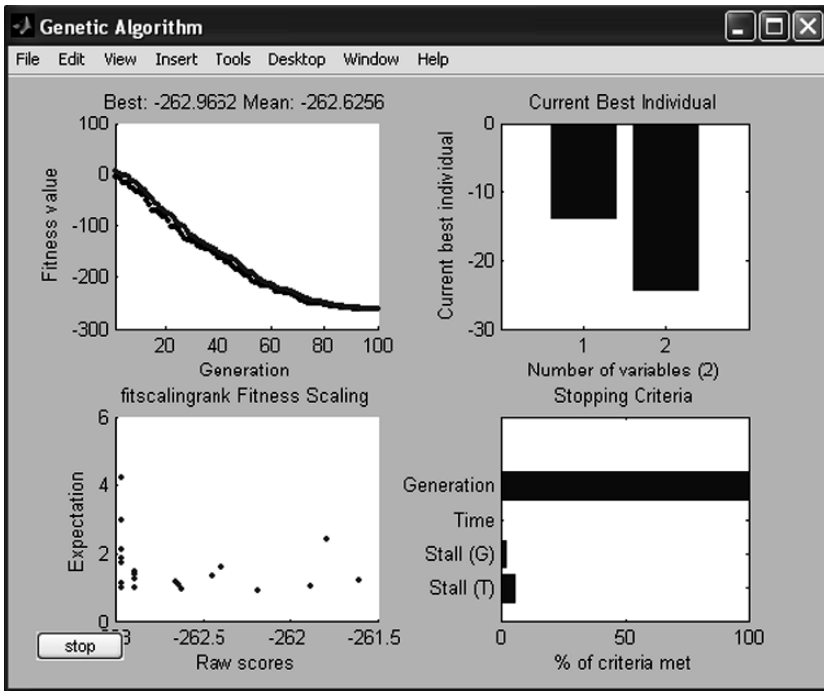 Genetic Algorithm
File Edit View Insert Tools Desktop Window Help
Best: -262.9662 Mean: -262.6256
100
0
-100
-200
-300
Fitness value
20 40 60 80 100
Generation
Current Best Individual
0
-10
-20
-30
Current best individual
1 2
Number of variables (2)
fitscalingrank Fitness Scaling
6
4
2
0
Expectation
-262.5 -262 -261.5
Raw scores
stop
Stopping Criteria
Generation
Time
Stall (G)
Stall (T)
0 50 100
% of criteria met